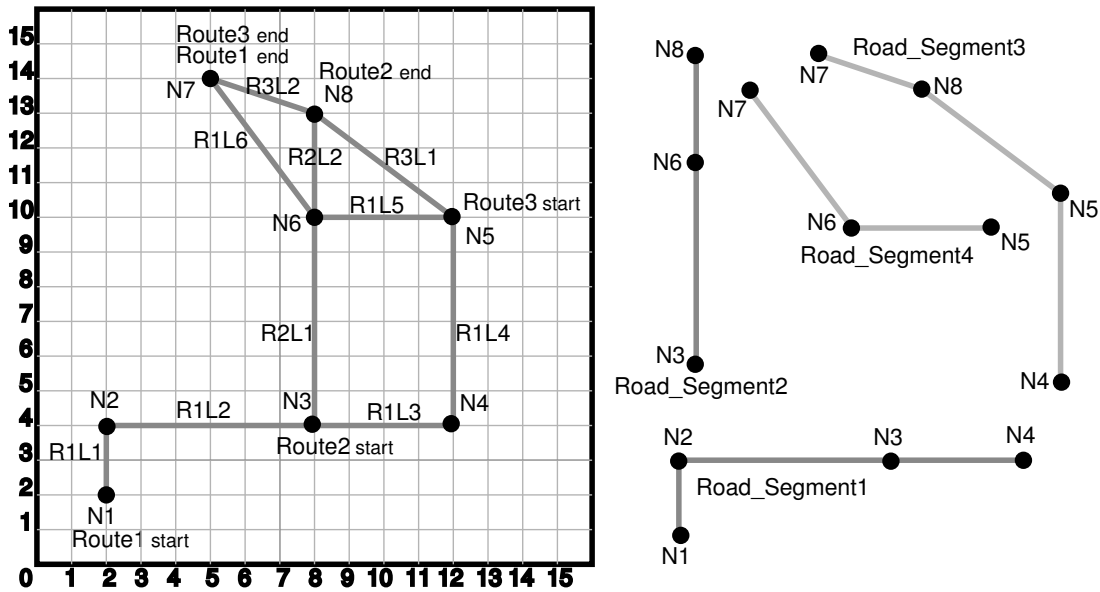 15
Route3 end
Route1 end
14
N7
R3L2
Route2 end
N8
13
12
R1L6
R2L2
R3L1
11
10
N6
R1L5
Route3 start
N5
9
8
7
R2L1
R1L4
6
5
N2
R1L2
N3
R1L3
N4
4
Route2 start
3
R1L1
2
N1
1
Route1 start
0 1 2 3 4 5 6 7 8 9 10 11 12 13 14 15
N8
N7
Road_Segment3
N8
N7
N6
N5
N6
N5
Road_Segment4
N3
Road_Segment2
N4
N2
N3
N4
Road_Segment1
N1